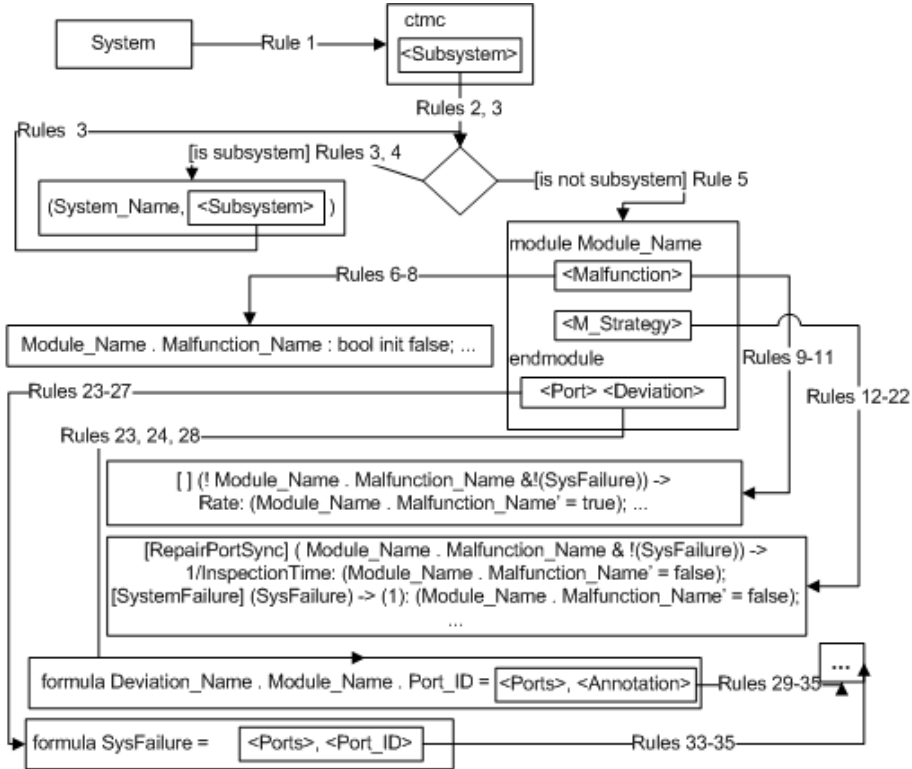 System
Rule 1
ctmc
<Subsystem>
Rules 2, 3
Rules 3
[is subsystem] Rules 3, 4
[is not subsystem] Rule 5
(System_Name, <Subsystem> )
module Module_Name
<Malfunction>
Rules 6-8
<M_Strategy>
Module_Name . Malfunction_Name : bool init false; ...
endmodule
Rules 9-11
<Port> <Deviation>
Rules 23-27
Rules 12-22
Rules 23, 24, 28
[ ] (! Module_Name . Malfunction_Name &!(SysFailure)) ->
Rate: (Module_Name . Malfunction_Name' = true); ...
[RepairPortSync] ( Module_Name . Malfunction_Name & !(SysFailure)) ->
1/InspectionTime: (Module_Name . Malfunction_Name' = false);
[SystemFailure] (SysFailure) -> (1): (Module_Name . Malfunction_Name' = false);
...
...
formula Deviation_Name . Module_Name . Port_ID = <Ports>, <Annotation>
Rules 29-35
formula SysFailure = <Ports>, <Port_ID>
Rules 33-35